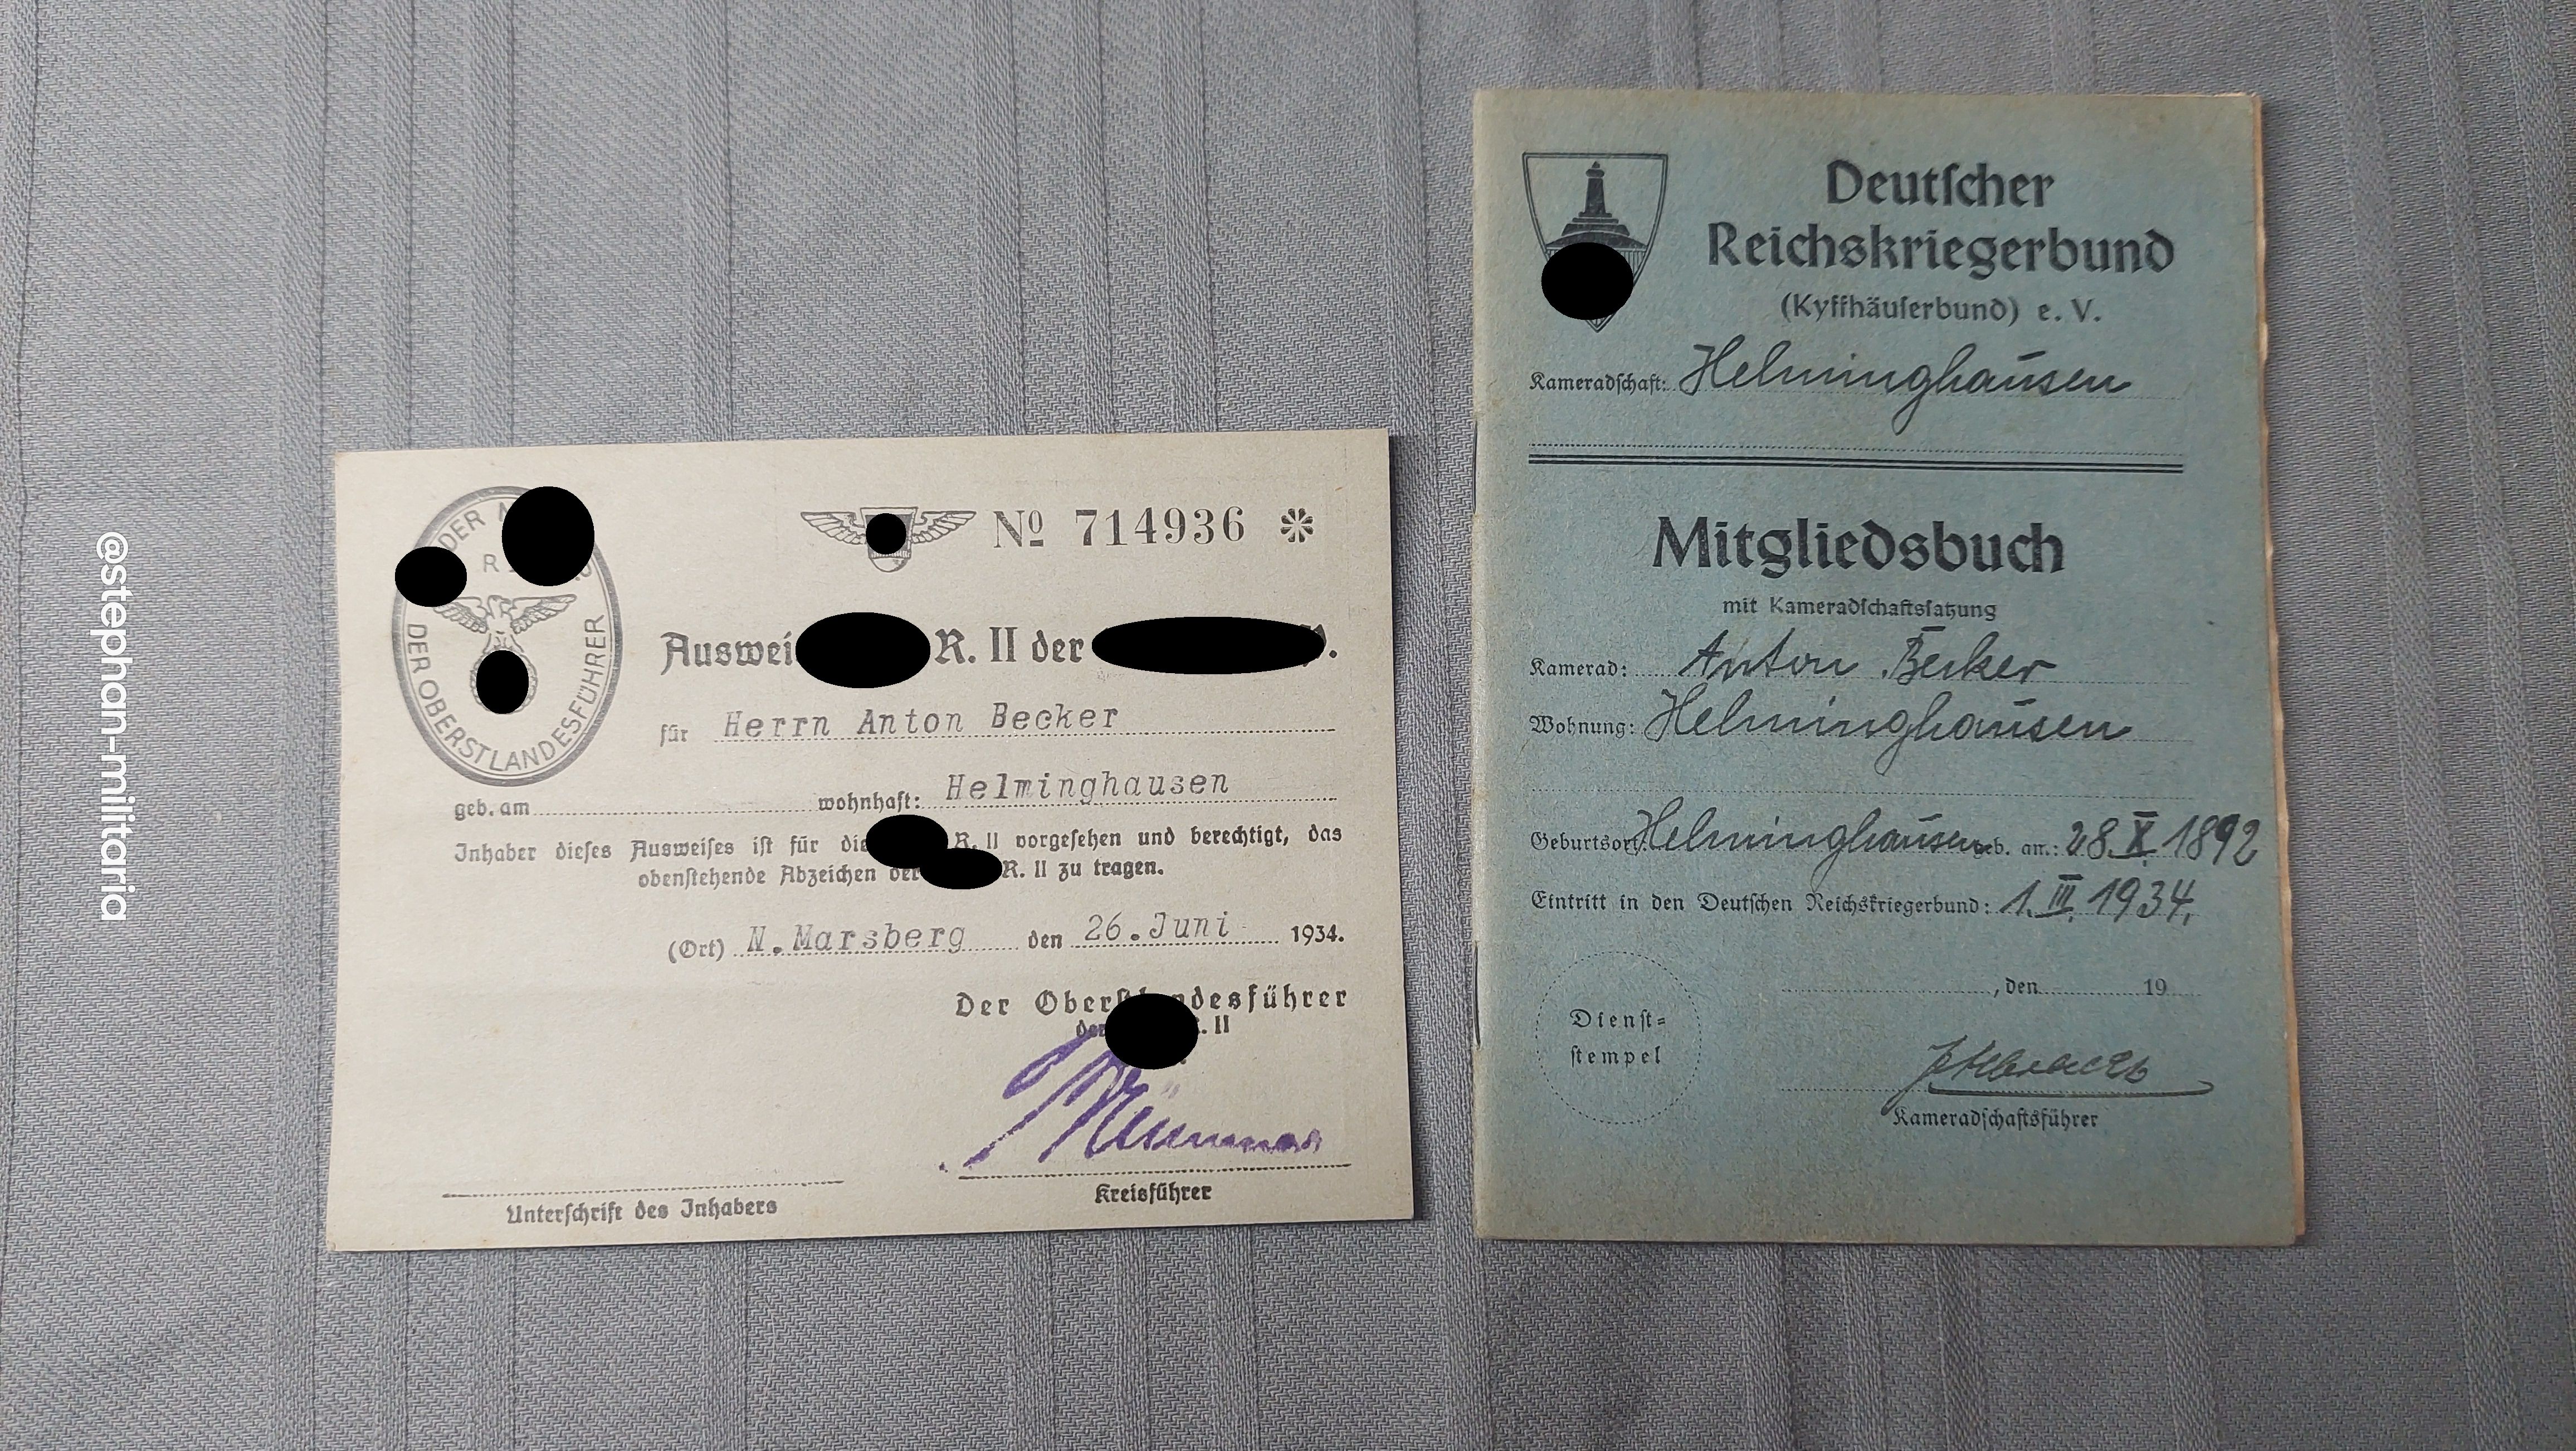 @stephan-militaria
DER
R
DER OBERSTLANDESFÜHRER
Nº 714936
Auswei R. II der
für Herrn Anton Becker
geb. am wohnhaft: Helminghausen
Inhaber dieſes Ausweiſes iſt für die R. II vorgeſehen und berechtigt, das
obenſtehende Abzeichen der R. II zu tragen.
(Ort) N. Marsberg den 26. Juni 1934.
Der Oberſt ndesführer
II
Unterſchrift des Inhabers
Kreisführer
Deutſcher
Reichskriegerbund
(Kyffhäuſerbund) e. V.
Kameradſchaft: Helminghausen
Mitgliedsbuch
mit Kameradſchaftsſatzung
Kamerad: Anton Becker
Wohnung: Helminghausen
Geburtsort: Helminghausen geb. am: 28. X. 1892
Eintritt in den Deutſchen Reichskriegerbund: 1. III. 1934.
, den 19
Dienſt=
ſtempel
Kameradſchaftsführer